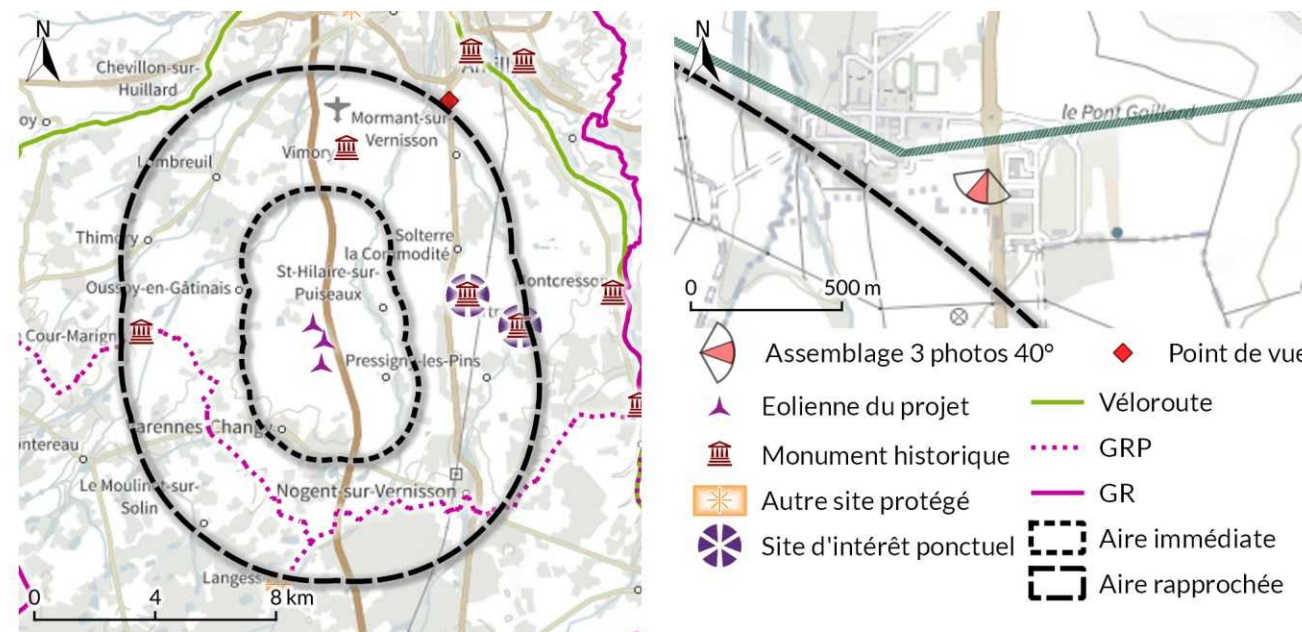 N
Chevillon-sur-
Huillard
Mormant-sur-
Vernisson
Vimory
Lombreuil
Thimory
Solterre
la Commodité
St-Hilaire-sur-
Puiseaux
Oussoy-en-Gâtinais
Cour-Marign
Pressigny-les-Pins
Nogent-sur-Vernisson
Le Moulinet-sur-
Solin
Langess
0 4 8 km
N
le Pont Gaillard
0 500 m
Assemblage 3 photos 40°
Eolienne du projet
Monument historique
Autre site protégé
Site d'intérêt ponctuel
Point de vue
Véloroute
GRP
GR
Aire immédiate
Aire rapprochée